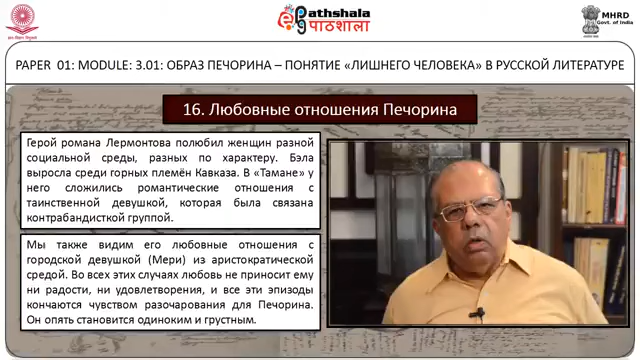 ePathshala
पाठशाला
MHRD
Govt. of India
PAPER 01: MODULE: 3.01: ОБРАЗ ПЕЧОРИНА – ПОНЯТИЕ «ЛИШНЕГО ЧЕЛОВЕКА» В РУССКОЙ ЛИТЕРАТУРЕ
16. Любовные отношения Печорина
Герой романа Лермонтова полюбил женщин разной
социальной среды, разных по характеру. Бэла
выросла среди горных племён Кавказа. В «Тамане» у
него сложились романтические отношения с
таинственной девушкой, которая была связана
контрабандисткой группой.
Мы также видим его любовные отношения с
городской девушкой (Мери) из аристократической
средой. Во всех этих случаях любовь не приносит ему
ни радости, ни удовлетворения, и все эти эпизоды
кончаются чувством разочарования для Печорина.
Он опять становится одиноким и грустным.